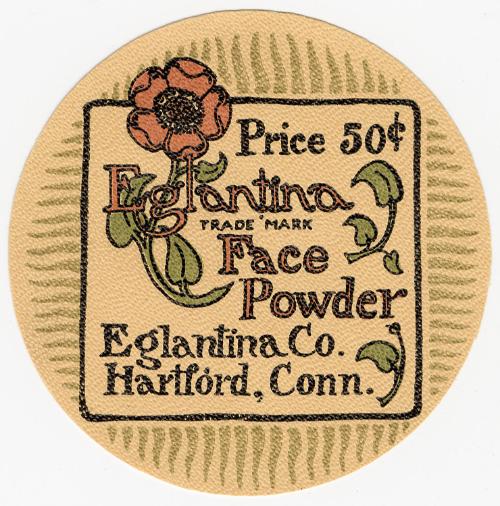 Price 50¢
Eglantina
TRADE MARK
Face
Powder
Eglantina Co.
Hartford, Conn.